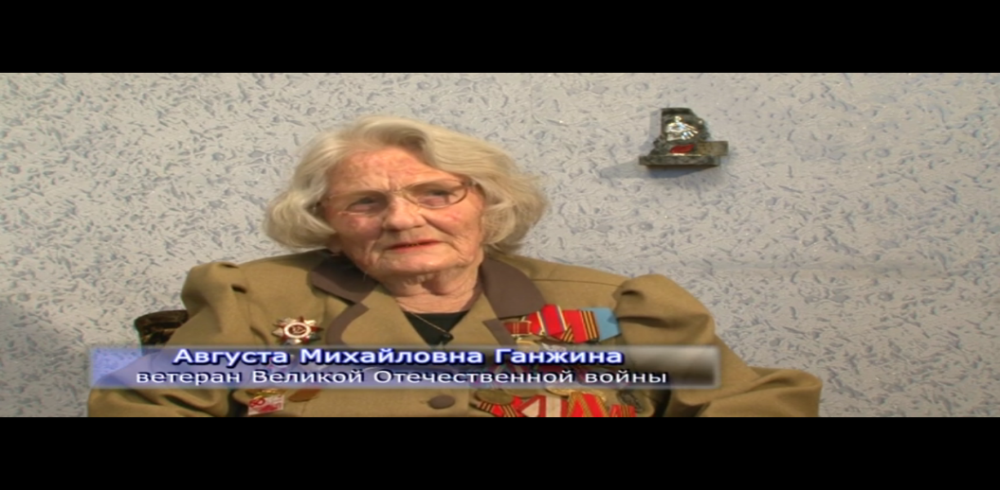 Августа Михайловна Ганжина
ветеран Великой Отечественной войны